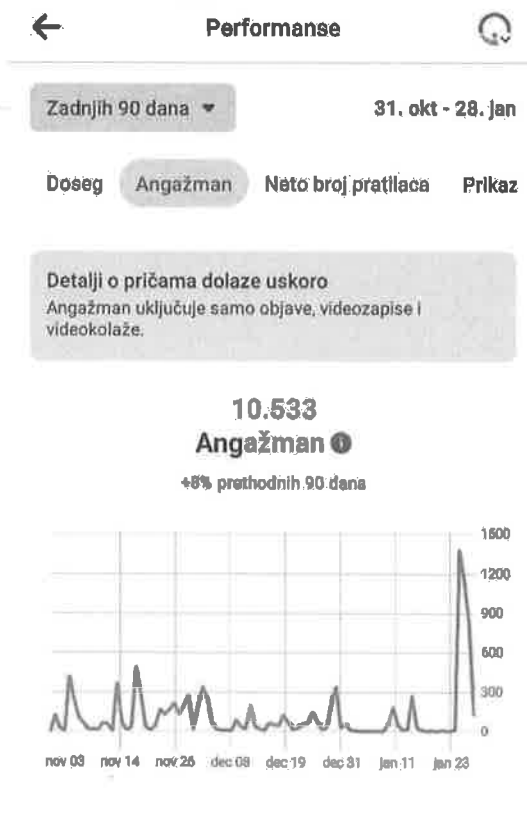 Performanse
Zadnjih 90 dana
31. okt - 28. jan
Doseg Angažman Neto broj pratilaca Prikaz
Detalji o pričama dolaze uskoro
Angažman uključuje samo objave, videozapise i
videokolaže.
10.533
Angažman
+8% prethodnih 90 dana
1500
1200
900
600
300
0
nov 03 nov 14 nov 25 dec 08 dec 19 dec 31 jan 11 jan 23